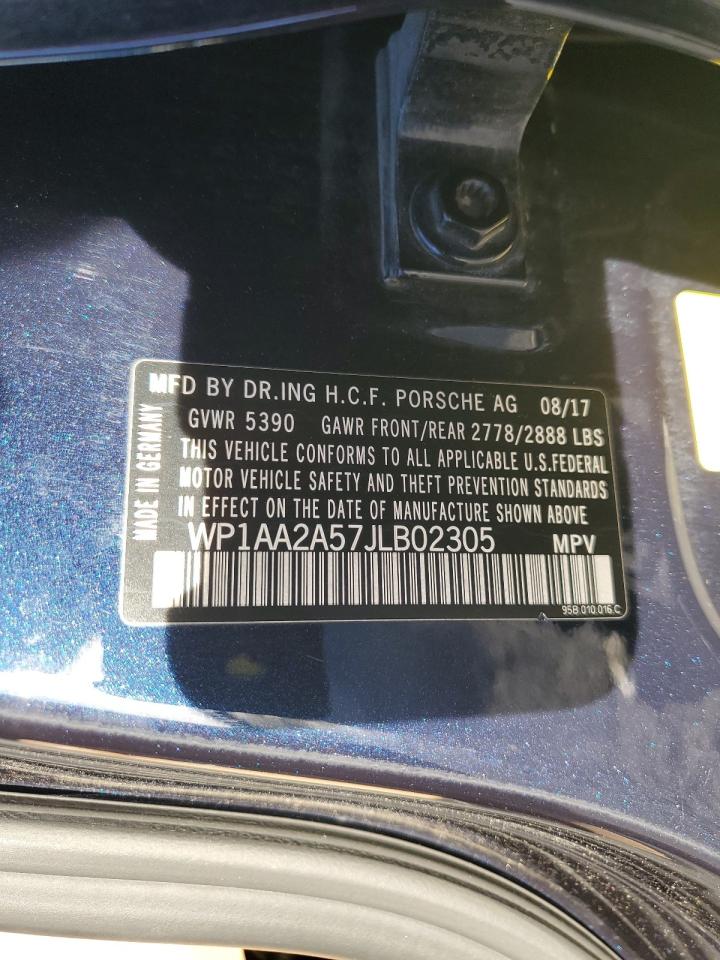 MFD BY DR.ING H.C.F. PORSCHE AG 08/17
GVWR 5390 GAWR FRONT/REAR 2778/2888 LBS
THIS VEHICLE CONFORMS TO ALL APPLICABLE U.S.FEDERAL
MOTOR VEHICLE SAFETY AND THEFT PREVENTION STANDARDS
IN EFFECT ON THE DATE OF MANUFACTURE SHOWN ABOVE
WP1AA2A57JLB02305 MPV
95B.010.016.C
MADE IN GERMANY